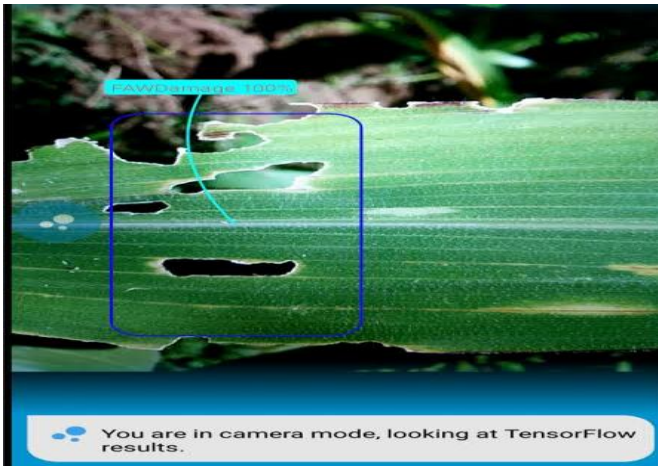 FAWDamage 100%
You are in camera mode, looking at TensorFlow
results.